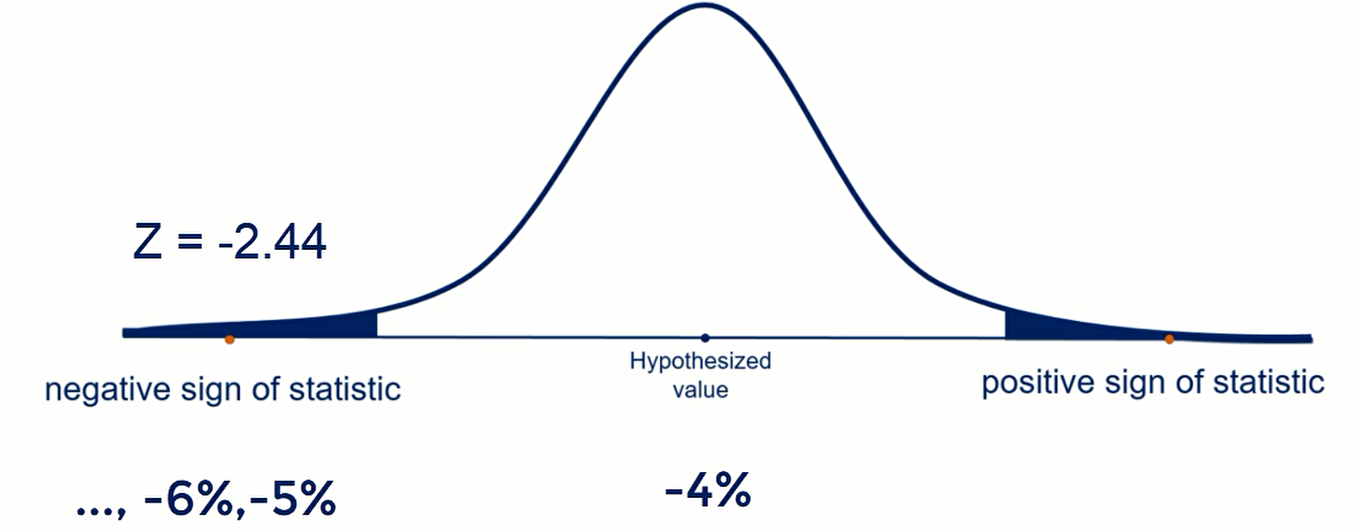 Z = -2.44
Hypothesized
value
negative sign of statistic
positive sign of statistic
..., -6%,-5%
-4%